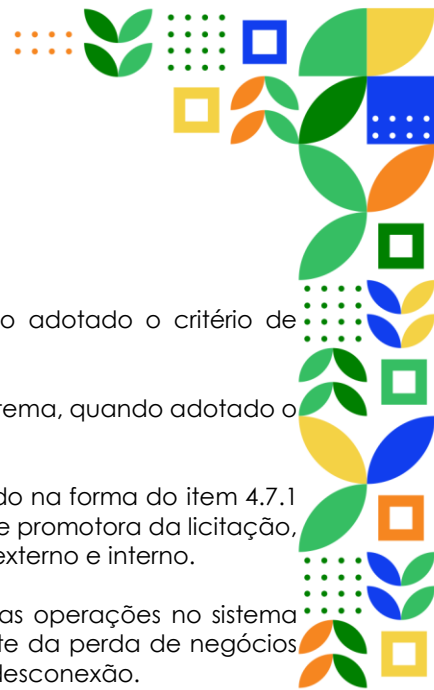 o adotado o critério de
rema, quando adotado o
do na forma do item 4.7.1
e promotora da licitação,
externo e interno.
as operações no sistema
te da perda de negócios
desconexão.